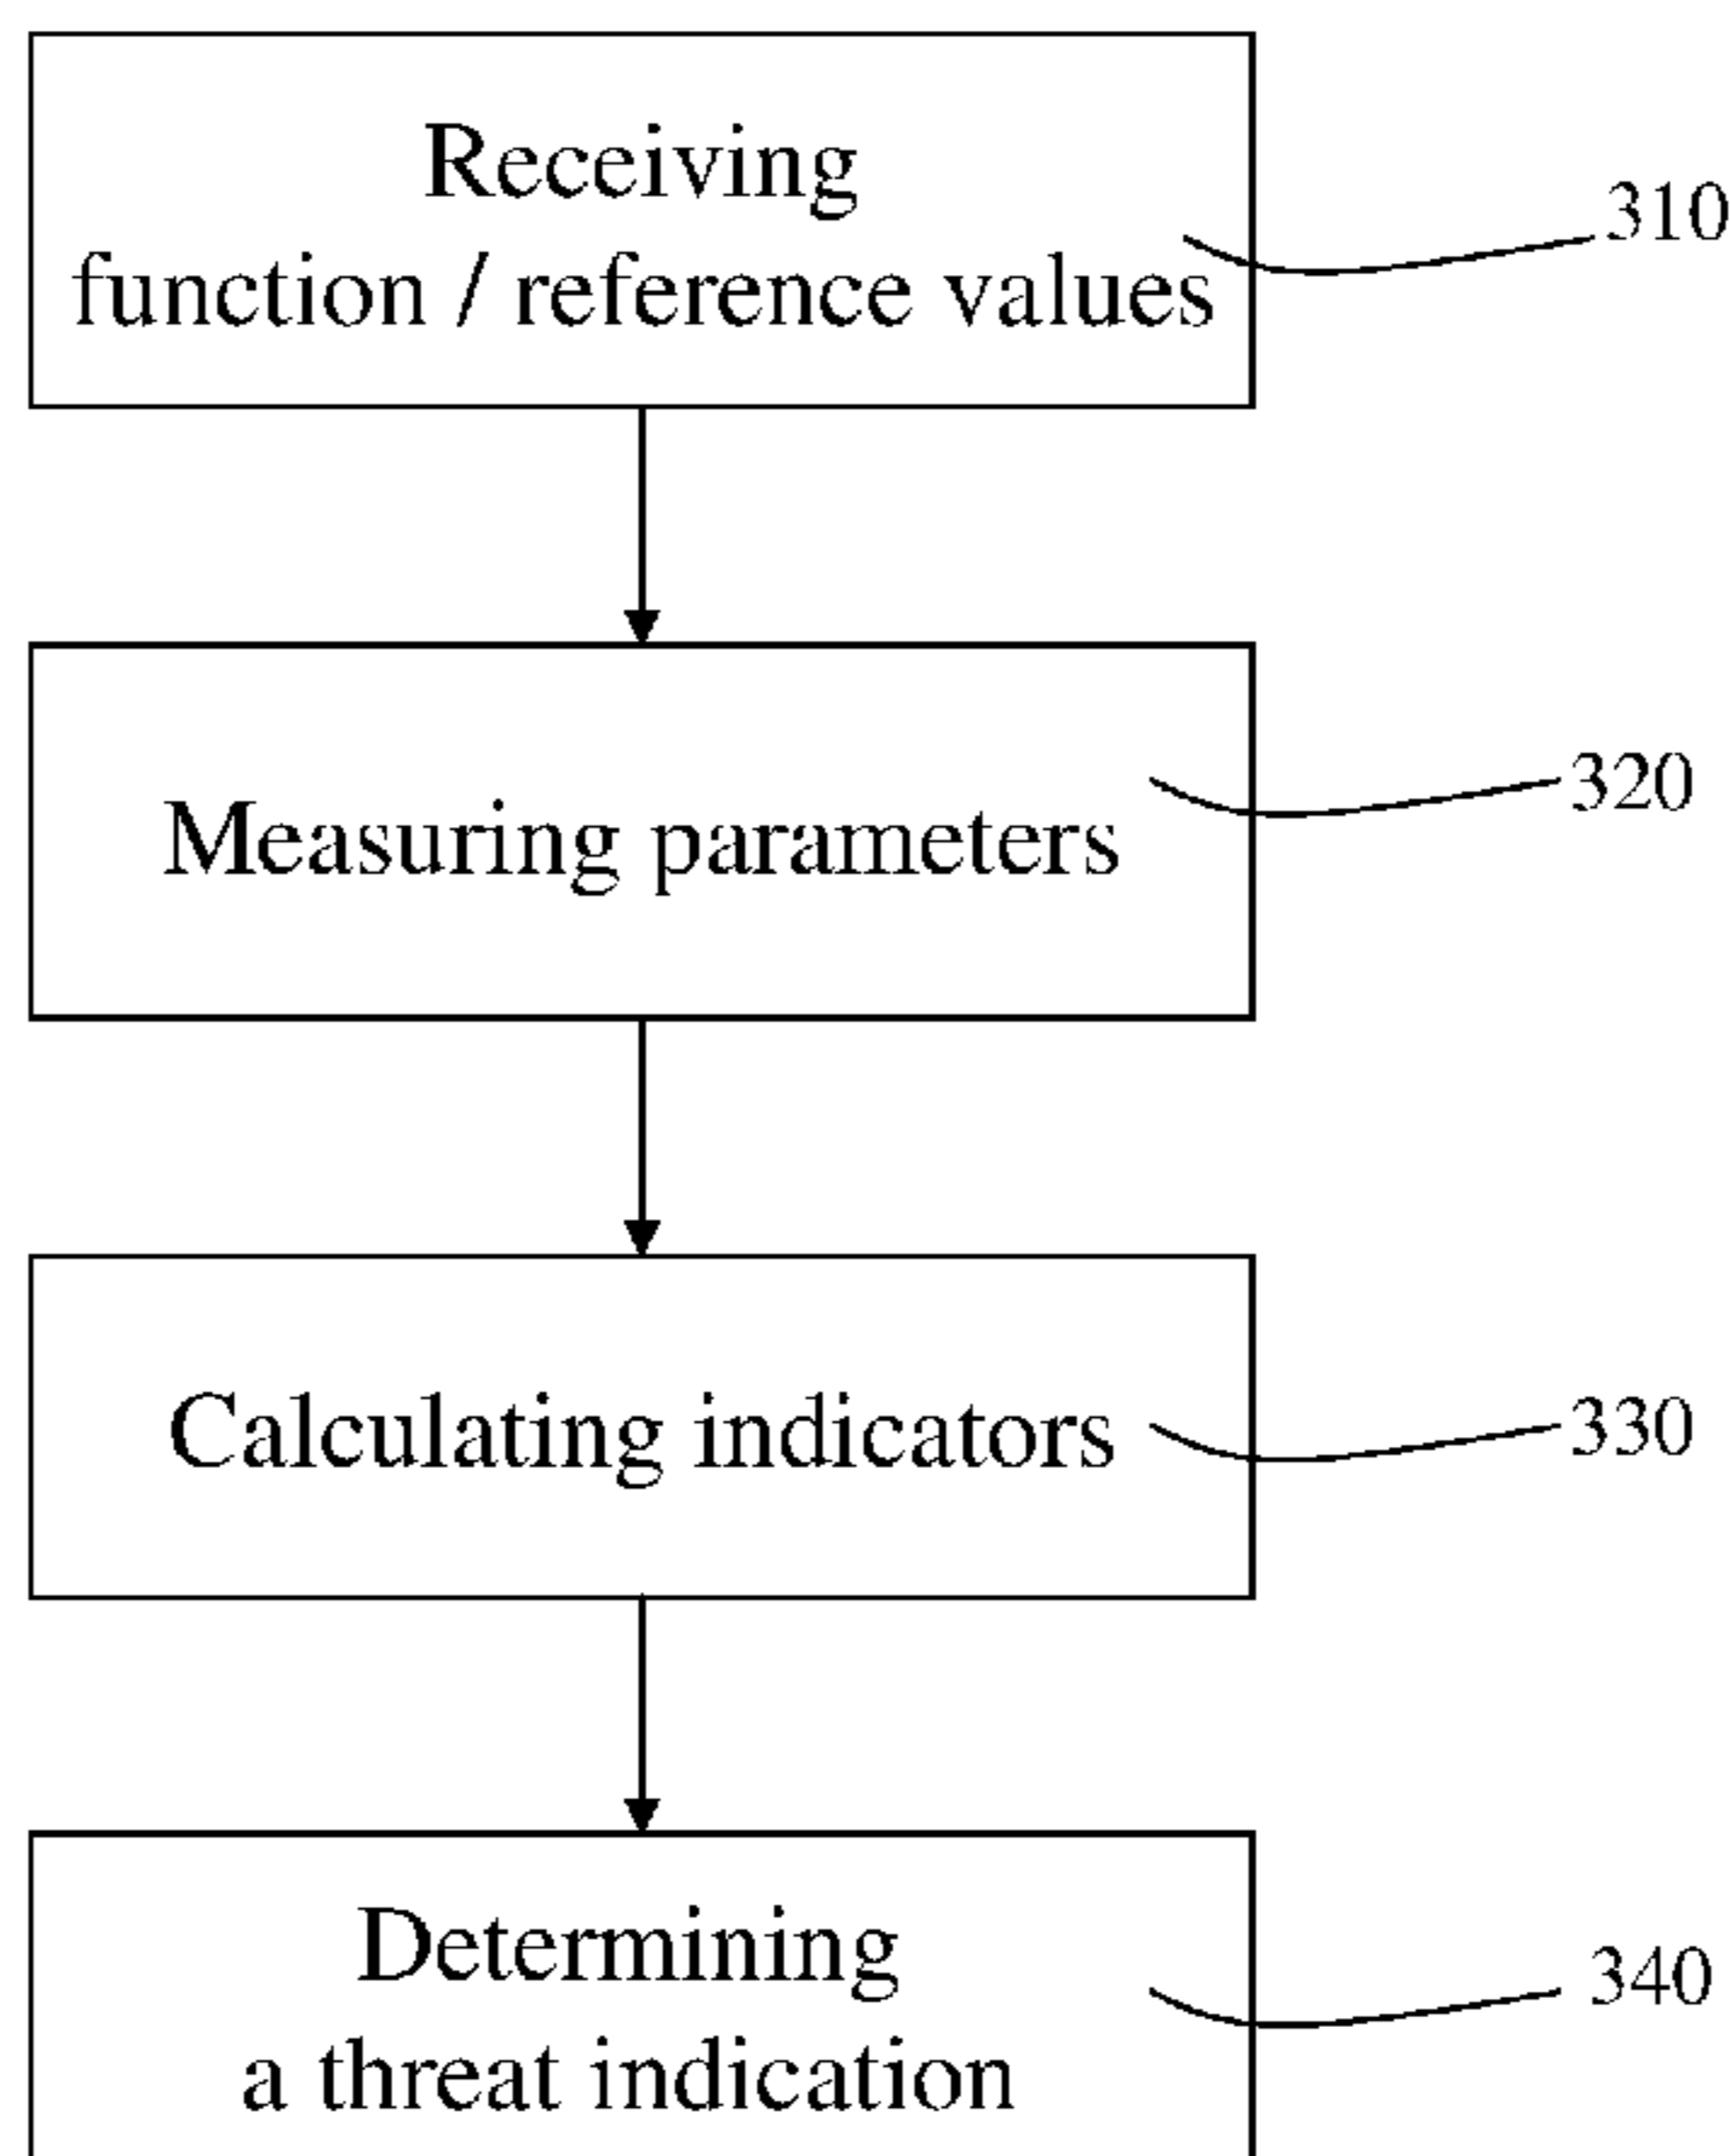 Receiving
function / reference values
310
Measuring parameters
320
Calculating indicators
330
Determining
a threat indication
340